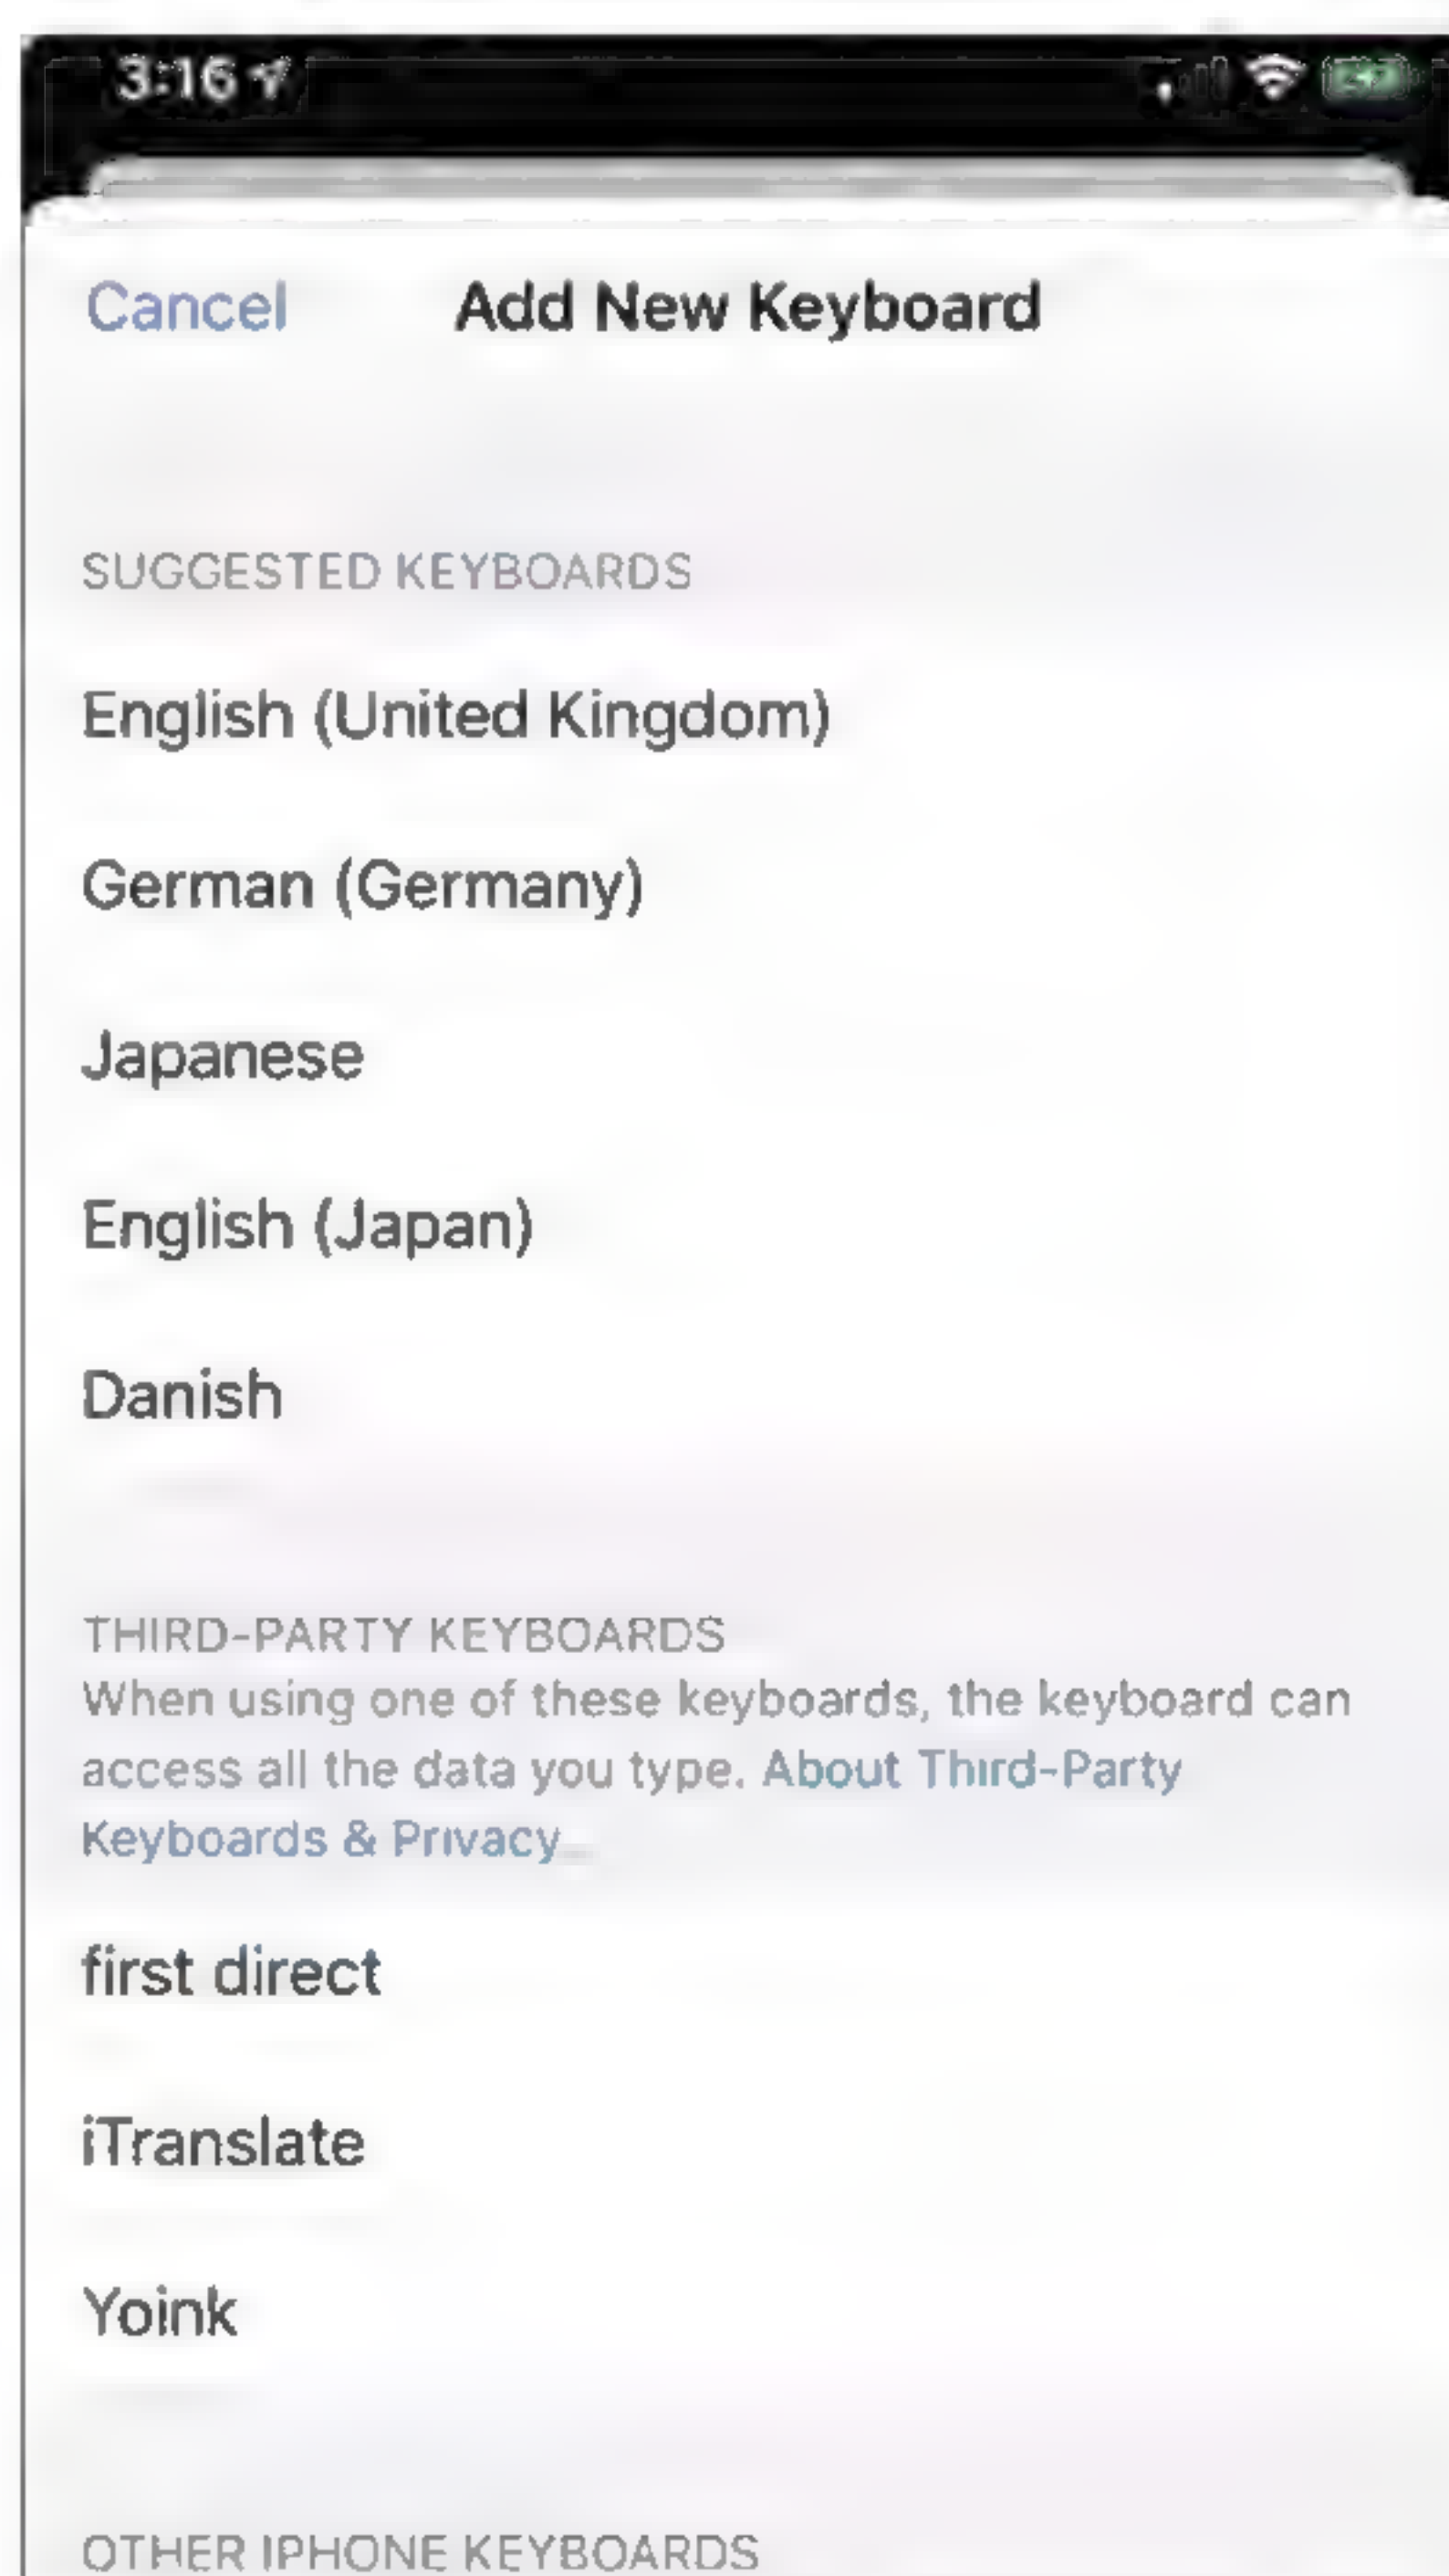 3:16
Cancel
Add New Keyboard
SUGGESTED KEYBOARDS
English (United Kingdom)
German (Germany)
Japanese
English (Japan)
Danish
THIRD-PARTY KEYBOARDS
When using one of these keyboards, the keyboard can
access all the data you type. About Third-Party
Keyboards & Privacy
first direct
iTranslate
Yoink
OTHER IPHONE KEYBOARDS